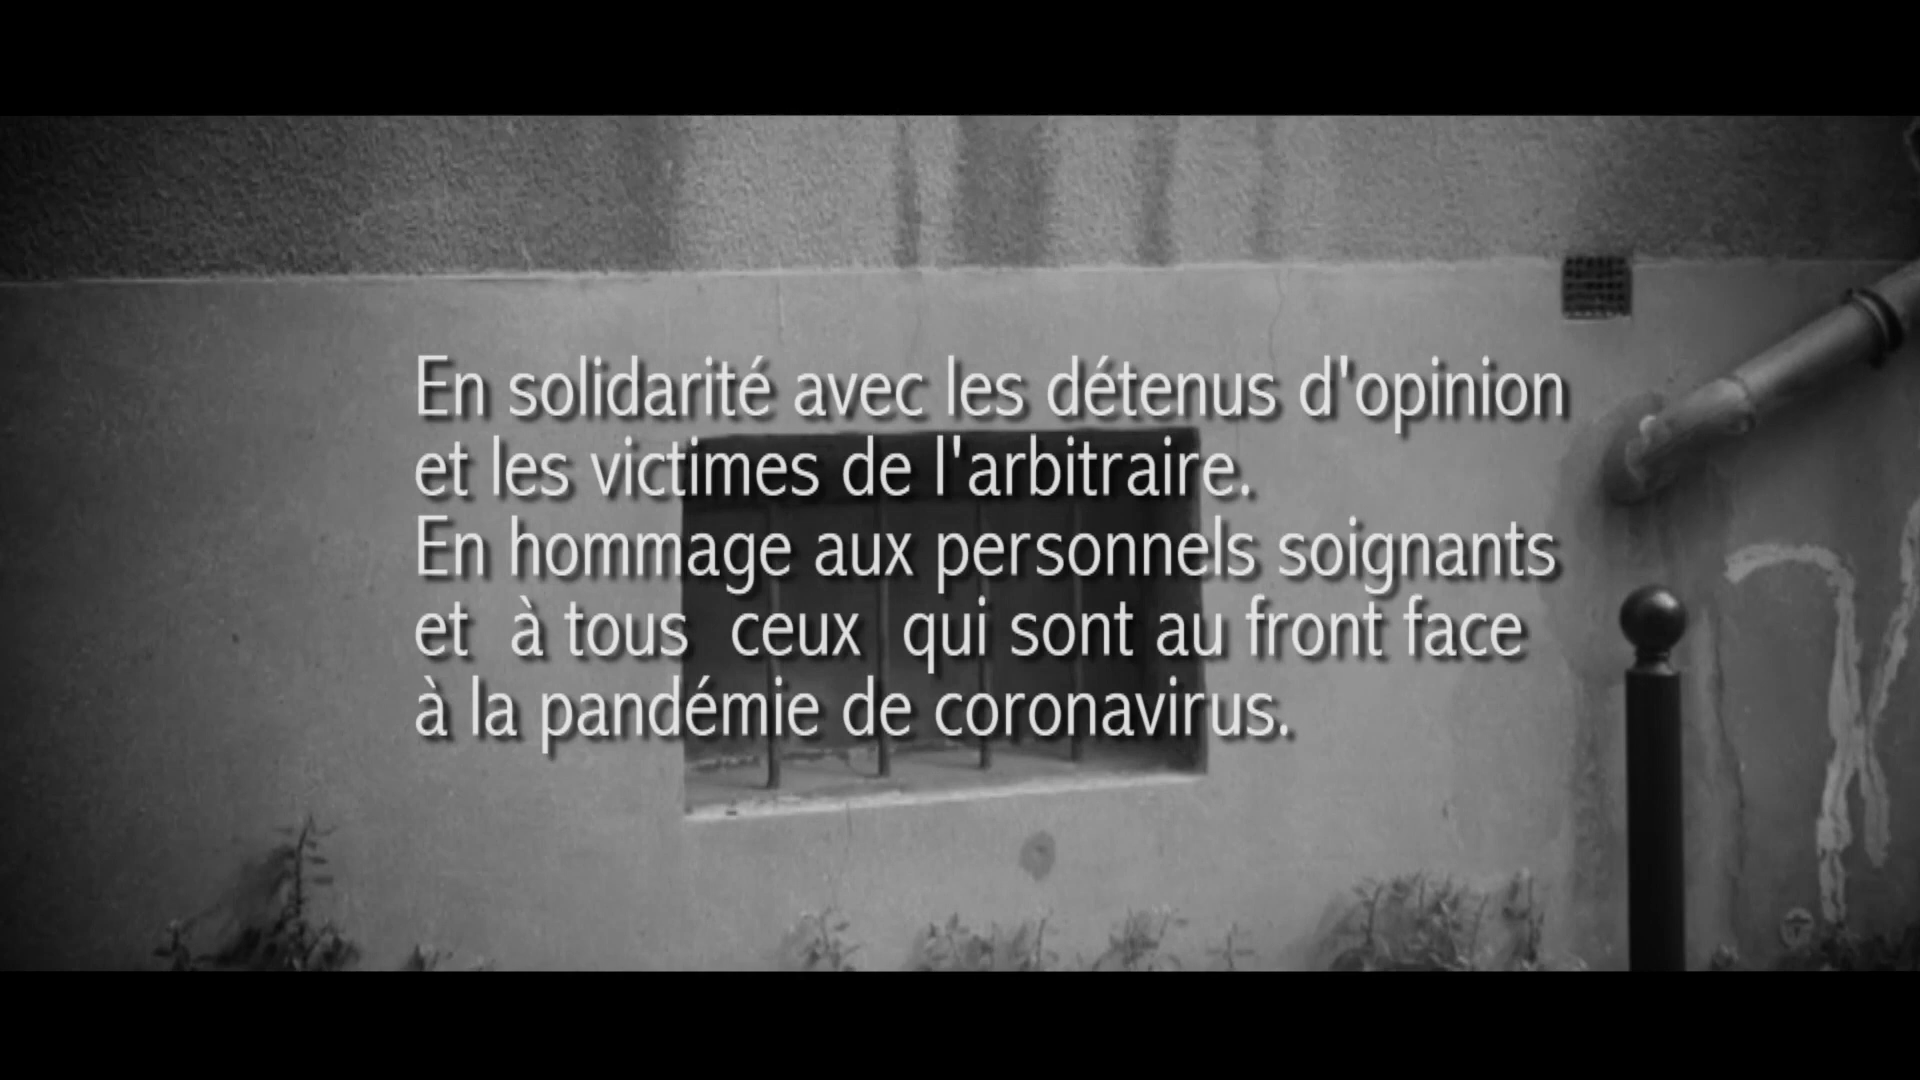 En solidarité avec les détenus d'opinion
et les victimes de l'arbitraire.
En hommage aux personnels soignants
et à tous ceux qui sont au front face
à la pandémie de coronavirus.